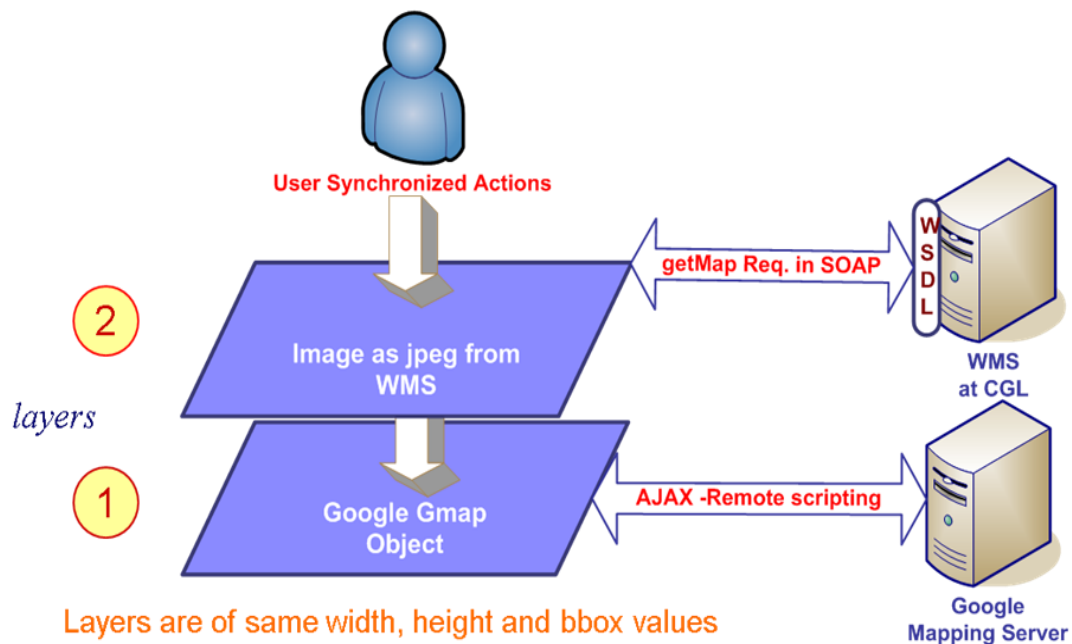 User Synchronized Actions
getMap Req. in SOAP
W
S
D
L
2
Image as jpeg from
WMS
WMS
at CGL
layers
1
Google Gmap
Object
AJAX -Remote scripting
Google
Mapping Server
Layers are of same width, height and bbox values